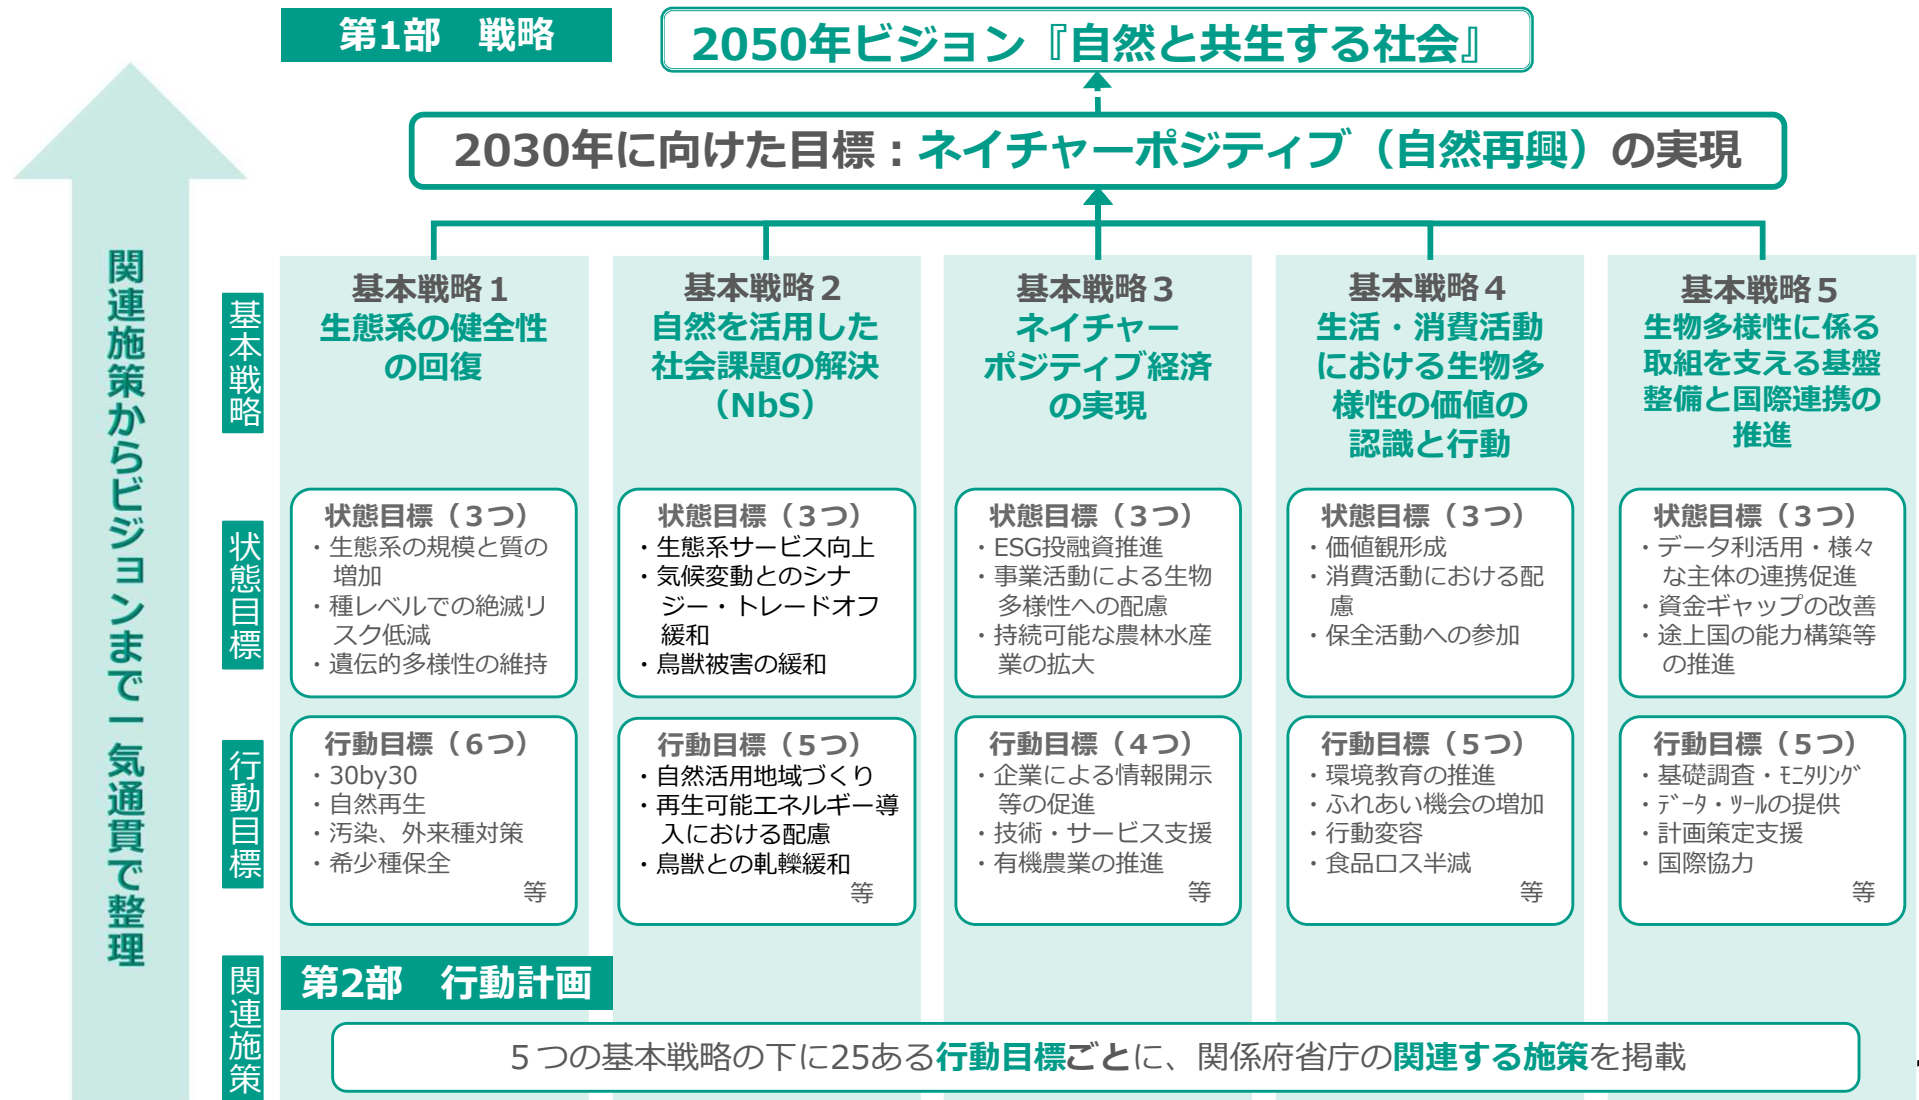 第1部　戦略
2050年ビジョン『自然と共生する社会』
2030年に向けた目標：ネイチャーポジティブ（自然再興）の実現
関連施策からビジョンまで一気通貫で整理
基本戦略
基本戦略１
生態系の健全性
の回復
基本戦略２
自然を活用した
社会課題の解決
（NbS）
基本戦略３
ネイチャー
ポジティブ経済
の実現
基本戦略４
生活・消費活動
における生物多
様性の価値の
認識と行動
基本戦略５
生物多様性に係る
取組を支える基盤
整備と国際連携の
推進
状態目標
状態目標（３つ）
・生態系の規模と質の
増加
・種レベルでの絶滅リ
スク低減
・遺伝的多様性の維持
状態目標（３つ）
・生態系サービス向上
・気候変動とのシナ
ジー・トレードオフ
緩和
・鳥獣被害の緩和
状態目標（３つ）
・ESG投融資推進
・事業活動による生物
多様性への配慮
・持続可能な農林水産
業の拡大
状態目標（３つ）
・価値観形成
・消費活動における配
慮
・保全活動への参加
状態目標（３つ）
・データ利活用・様々
な主体の連携促進
・資金ギャップの改善
・途上国の能力構築等
の推進
行動目標
行動目標（６つ）
・30by30
・自然再生
・汚染、外来種対策
・希少種保全
等
行動目標（５つ）
・自然活用地域づくり
・再生可能エネルギー導
入における配慮
・鳥獣との軋轢緩和
等
行動目標（４つ）
・企業による情報開示
等の促進
・技術・サービス支援
・有機農業の推進
等
行動目標（５つ）
・環境教育の推進
・ふれあい機会の増加
・行動変容
・食品ロス半減
等
行動目標（５つ）
・基礎調査・ﾓﾆﾀﾘﾝｸﾞ
・ﾃﾞｰﾀ・ﾂｰﾙの提供
・計画策定支援
・国際協力
等
関連施策
第2部　行動計画
５つの基本戦略の下に25ある行動目標ごとに、関係府省庁の関連する施策を掲載